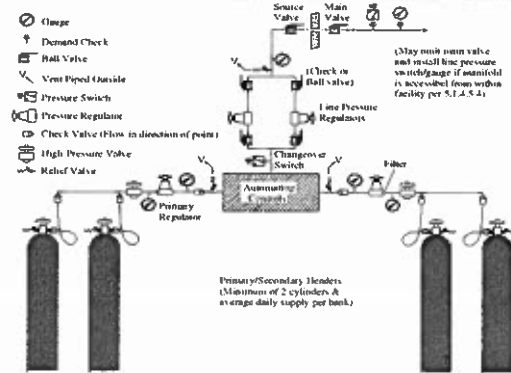 Gauge
Demand Check
Ball Valve
Vent Piped Outside
Pressure Switch
Pressure Regulator
Check Valve (Flow in direction of point)
High Pressure Valve
Relief Valve
Source
Valve
Main
Valve
(May omit main valve
and install line pressure
switch/gauge if manifold
is accessibel from within
facility per 5.1.4.5.4)
(Check or
Ball valve)
Line Pressure
Regulators
Changeover
Switch
V
V
V
Filter
Automatic
Controls
Primary
Regulator
Primary/Secondary Headers
(Minimum of 2 cylinders &
average daily supply per bank)